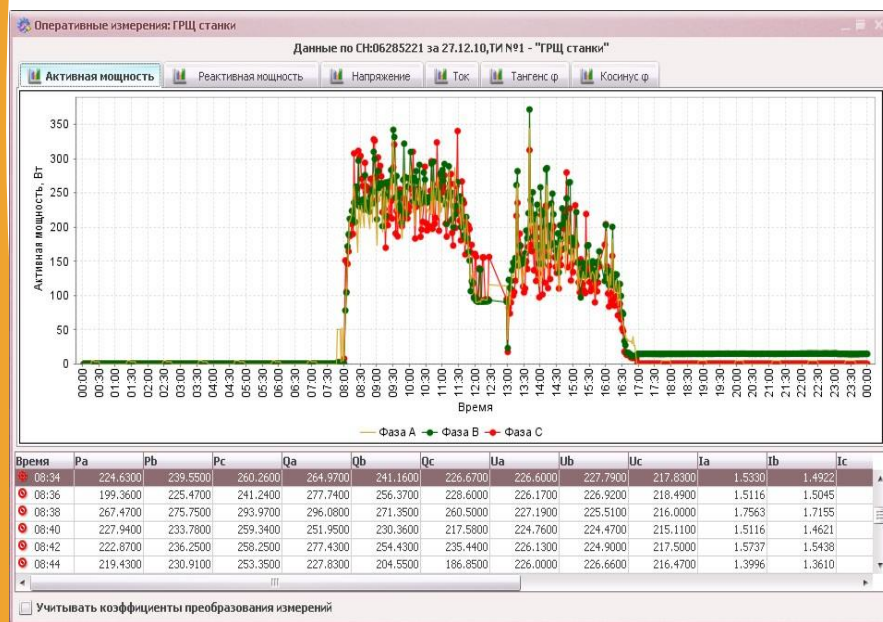 Оперативные измерения: ГРЩ станки
Данные по СН:06285221 за 27.12.10,ТИ №1 - "ГРЩ станки"
Активная мощность Реактивная мощность Напряжение Ток Тангенс φ Косинус φ
Активная мощность, Вт
350
300
250
200
150
100
50
0
00:00 00:30 01:00 01:30 02:00 02:30 03:00 03:30 04:00 04:30 05:00 05:30 06:00 06:30 07:00 07:30 08:00 08:30 09:00 09:30 10:00 10:30 11:00 11:30 12:00 12:30 13:00 13:30 14:00 14:30 15:00 15:30 16:00 16:30 17:00 17:30 18:00 18:30 19:00 19:30 20:00 20:30 21:00 21:30 22:00 22:30 23:00 23:30 00:00
Время
Фаза A Фаза B Фаза C
Время Pa Pb Pc Qa Qb Qc Ua Ub Uc Ia Ib Ic
08:34 224.6300 239.5500 260.2600 264.9700 241.1600 226.6700 226.6000 227.7900 217.8300 1.5330 1.4922
08:36 199.3600 225.4700 241.2400 277.7400 256.3700 228.6000 226.1700 226.9200 218.4900 1.5116 1.5045
08:38 267.4700 275.7500 293.9700 296.0800 271.3500 260.5000 227.1900 225.5100 216.0000 1.7563 1.7155
08:40 227.9400 233.7800 259.3400 251.9500 230.3600 217.5800 224.7600 224.4700 215.1100 1.5116 1.4621
08:42 222.8700 236.2500 258.2500 277.4300 254.4300 235.4400 226.1300 224.9000 217.5000 1.5737 1.5438
08:44 219.4300 230.9100 253.3500 227.8300 204.5500 186.8500 226.0000 226.6600 216.4700 1.3996 1.3610
Учитывать коэффициенты преобразования измерений